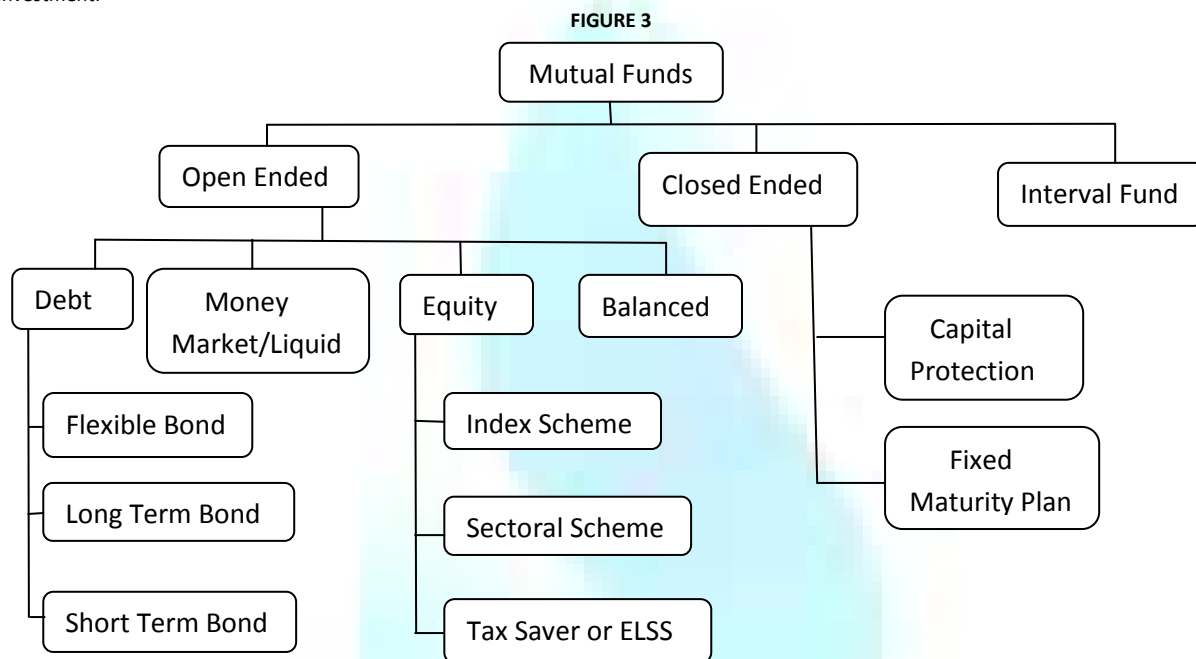 investment.
FIGURE 3
Mutual Funds
Open Ended
Closed Ended
Interval Fund
Debt
Money
Market/Liquid
Equity
Balanced
Capital
Protection
Flexible Bond
Index Scheme
Fixed
Maturity Plan
Long Term Bond
Sectoral Scheme
Short Term Bond
Tax Saver or ELSS